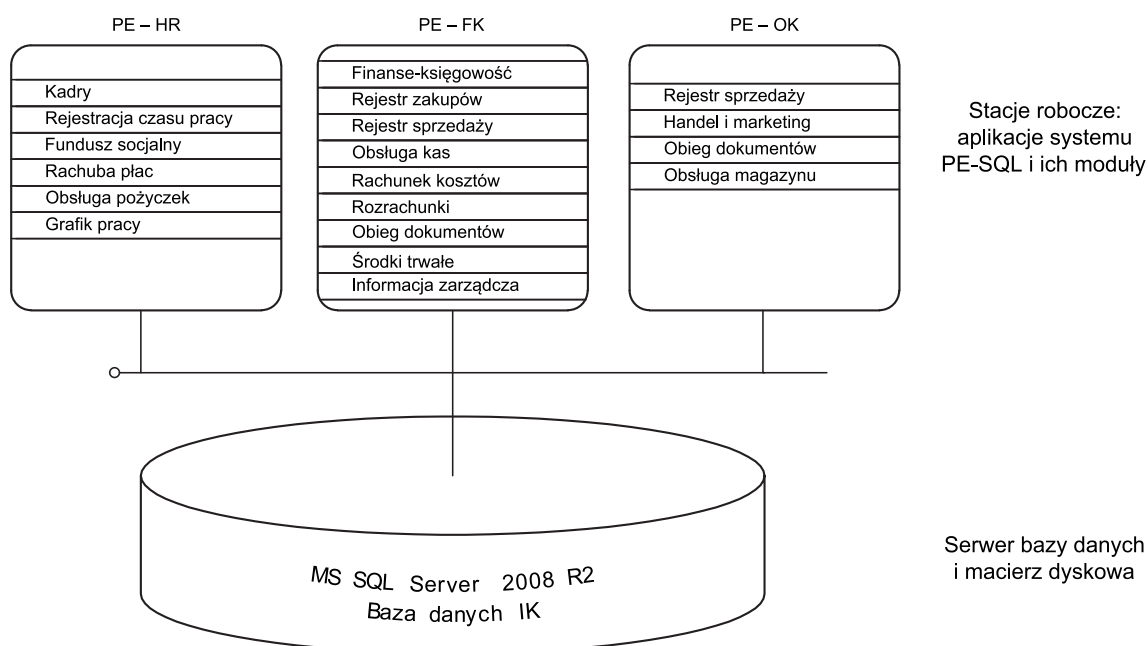 PE – HR
Kadry
Rejestracja czasu pracy
Fundusz socjalny
Rachuba płac
Obsługa pożyczek
Grafik pracy
PE – FK
Finanse-księgowość
Rejestr zakupów
Rejestr sprzedaży
Obsługa kas
Rachunek kosztów
Rozrachunki
Obieg dokumentów
Środki trwałe
Informacja zarządcza
PE – OK
Rejestr sprzedaży
Handel i marketing
Obieg dokumentów
Obsługa magazynu
Stacje robocze:
aplikacje systemu
PE-SQL i ich moduły
MS SQL Server 2008 R2
Baza danych IK
Serwer bazy danych
i macierz dyskowa